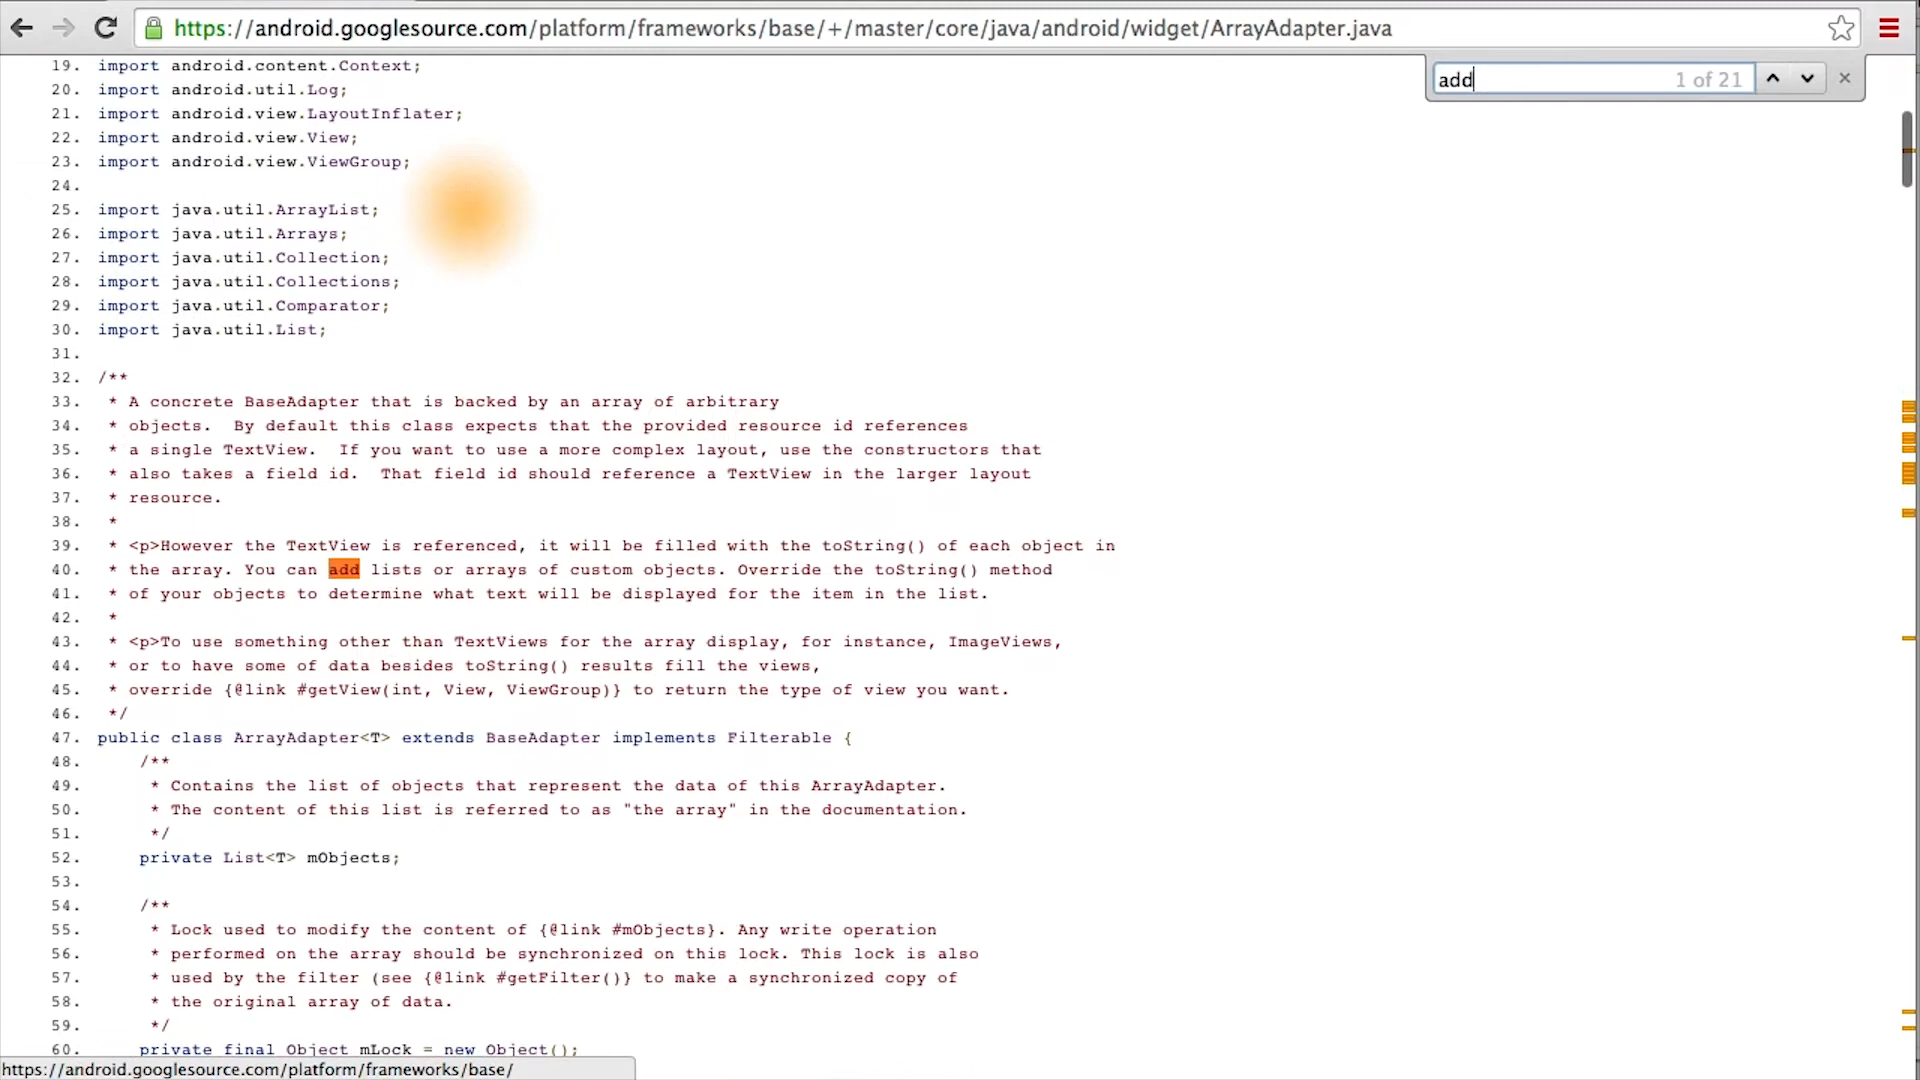 https://android.googlesource.com/platform/frameworks/base/+/master/core/java/android/widget/ArrayAdapter.java
add 1 of 21
19. import android.content.Context;
20. import android.util.Log;
21. import android.view.LayoutInflater;
22. import android.view.View;
23. import android.view.ViewGroup;
24.
25. import java.util.ArrayList;
26. import java.util.Arrays;
27. import java.util.Collection;
28. import java.util.Collections;
29. import java.util.Comparator;
30. import java.util.List;
31.
32. /**
33. * A concrete BaseAdapter that is backed by an array of arbitrary
34. * objects.  By default this class expects that the provided resource id references
35. * a single TextView.  If you want to use a more complex layout, use the constructors that
36. * also takes a field id.  That field id should reference a TextView in the larger layout
37. * resource.
38. *
39. * <p>However the TextView is referenced, it will be filled with the toString() of each object in
40. * the array. You can add lists or arrays of custom objects. Override the toString() method
41. * of your objects to determine what text will be displayed for the item in the list.
42. *
43. * <p>To use something other than TextViews for the array display, for instance, ImageViews,
44. * or to have some of data besides toString() results fill the views,
45. * override {@link #getView(int, View, ViewGroup)} to return the type of view you want.
46. */
47. public class ArrayAdapter<T> extends BaseAdapter implements Filterable {
48. /**
49. * Contains the list of objects that represent the data of this ArrayAdapter.
50. * The content of this list is referred to as "the array" in the documentation.
51. */
52. private List<T> mObjects;
53.
54. /**
55. * Lock used to modify the content of {@link #mObjects}. Any write operation
56. * performed on the array should be synchronized on this lock. This lock is also
57. * used by the filter (see {@link #getFilter()} to make a synchronized copy of
58. * the original array of data.
59. */
60. private final Object mLock = new Object();
https://android.googlesource.com/platform/frameworks/base/